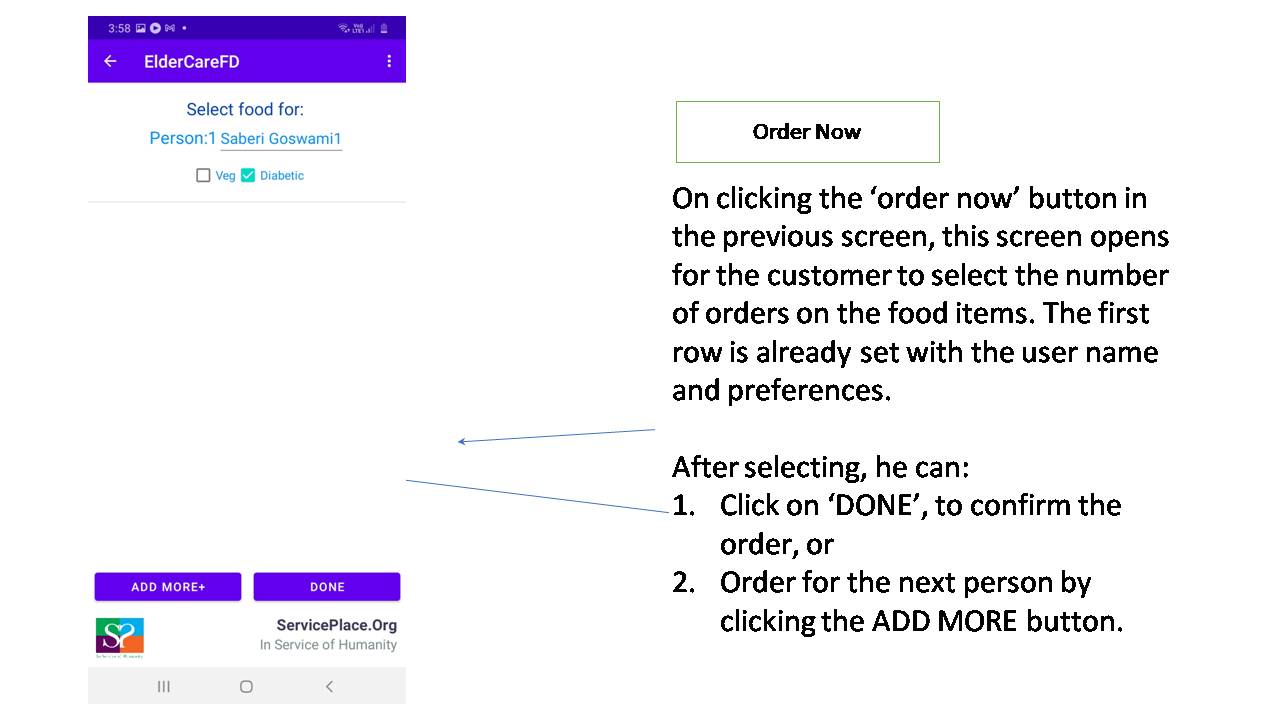 3:58
Vo)
LTE1
ElderCareFD
Select food for:
Person:1 Saberi Goswami1
Veg Diabetic
ADD MORE+ DONE
SP
ServicePlace.Org
In Service of Humanity
Order Now
On clicking the ‘order now’ button in
the previous screen, this screen opens
for the customer to select the number
of orders on the food items. The first
row is already set with the user name
and preferences.
After selecting, he can:
1. Click on ‘DONE’, to confirm the
order, or
2. Order for the next person by
clicking the ADD MORE button.